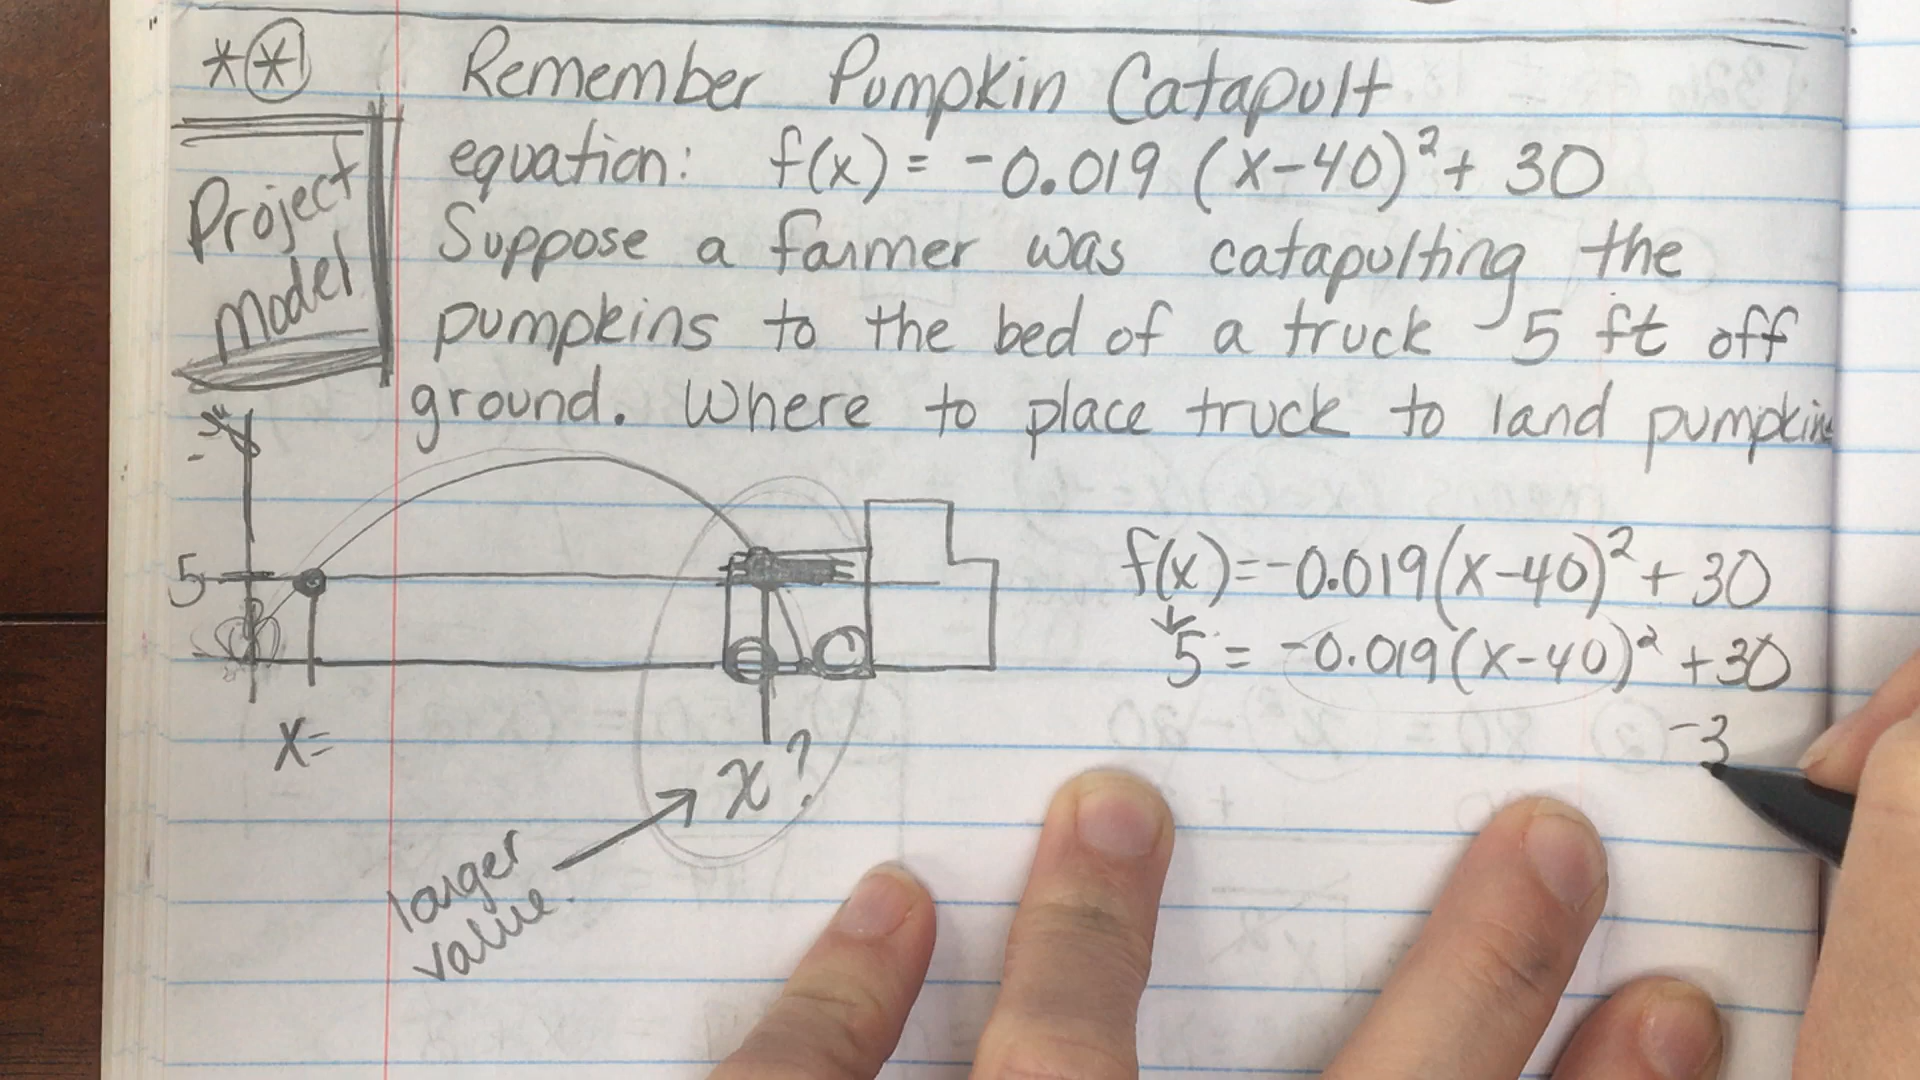 **
Project
Model
Remember Pumpkin Catapult
equation: f(x) = -0.019 (x-40)² + 30
Suppose a farmer was catapulting the
pumpkins to the bed of a truck 5 ft off
ground. Where to place truck to land pumpkins
5
x=
x?
larger
value.
f(x)=-0.019(x-40)²+30
5 = -0.019(x-40)² +30
-3